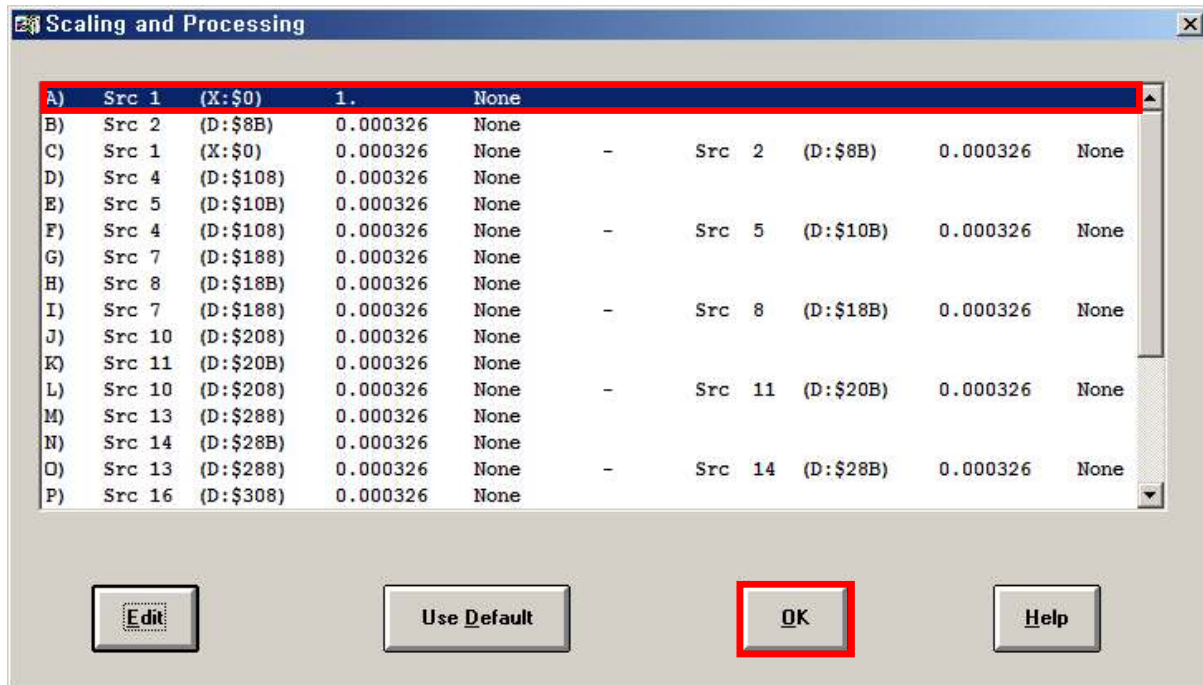 Scaling and Processing
A) Src 1 (X:$0) 1. None
B) Src 2 (D:$8B) 0.000326 None
C) Src 1 (X:$0) 0.000326 None - Src 2 (D:$8B) 0.000326 None
D) Src 4 (D:$108) 0.000326 None
E) Src 5 (D:$10B) 0.000326 None
F) Src 4 (D:$108) 0.000326 None - Src 5 (D:$10B) 0.000326 None
G) Src 7 (D:$188) 0.000326 None
H) Src 8 (D:$18B) 0.000326 None
I) Src 7 (D:$188) 0.000326 None - Src 8 (D:$18B) 0.000326 None
J) Src 10 (D:$208) 0.000326 None
K) Src 11 (D:$20B) 0.000326 None
L) Src 10 (D:$208) 0.000326 None - Src 11 (D:$20B) 0.000326 None
M) Src 13 (D:$288) 0.000326 None
N) Src 14 (D:$28B) 0.000326 None
O) Src 13 (D:$288) 0.000326 None - Src 14 (D:$28B) 0.000326 None
P) Src 16 (D:$308) 0.000326 None
Edit Use Default OK Help